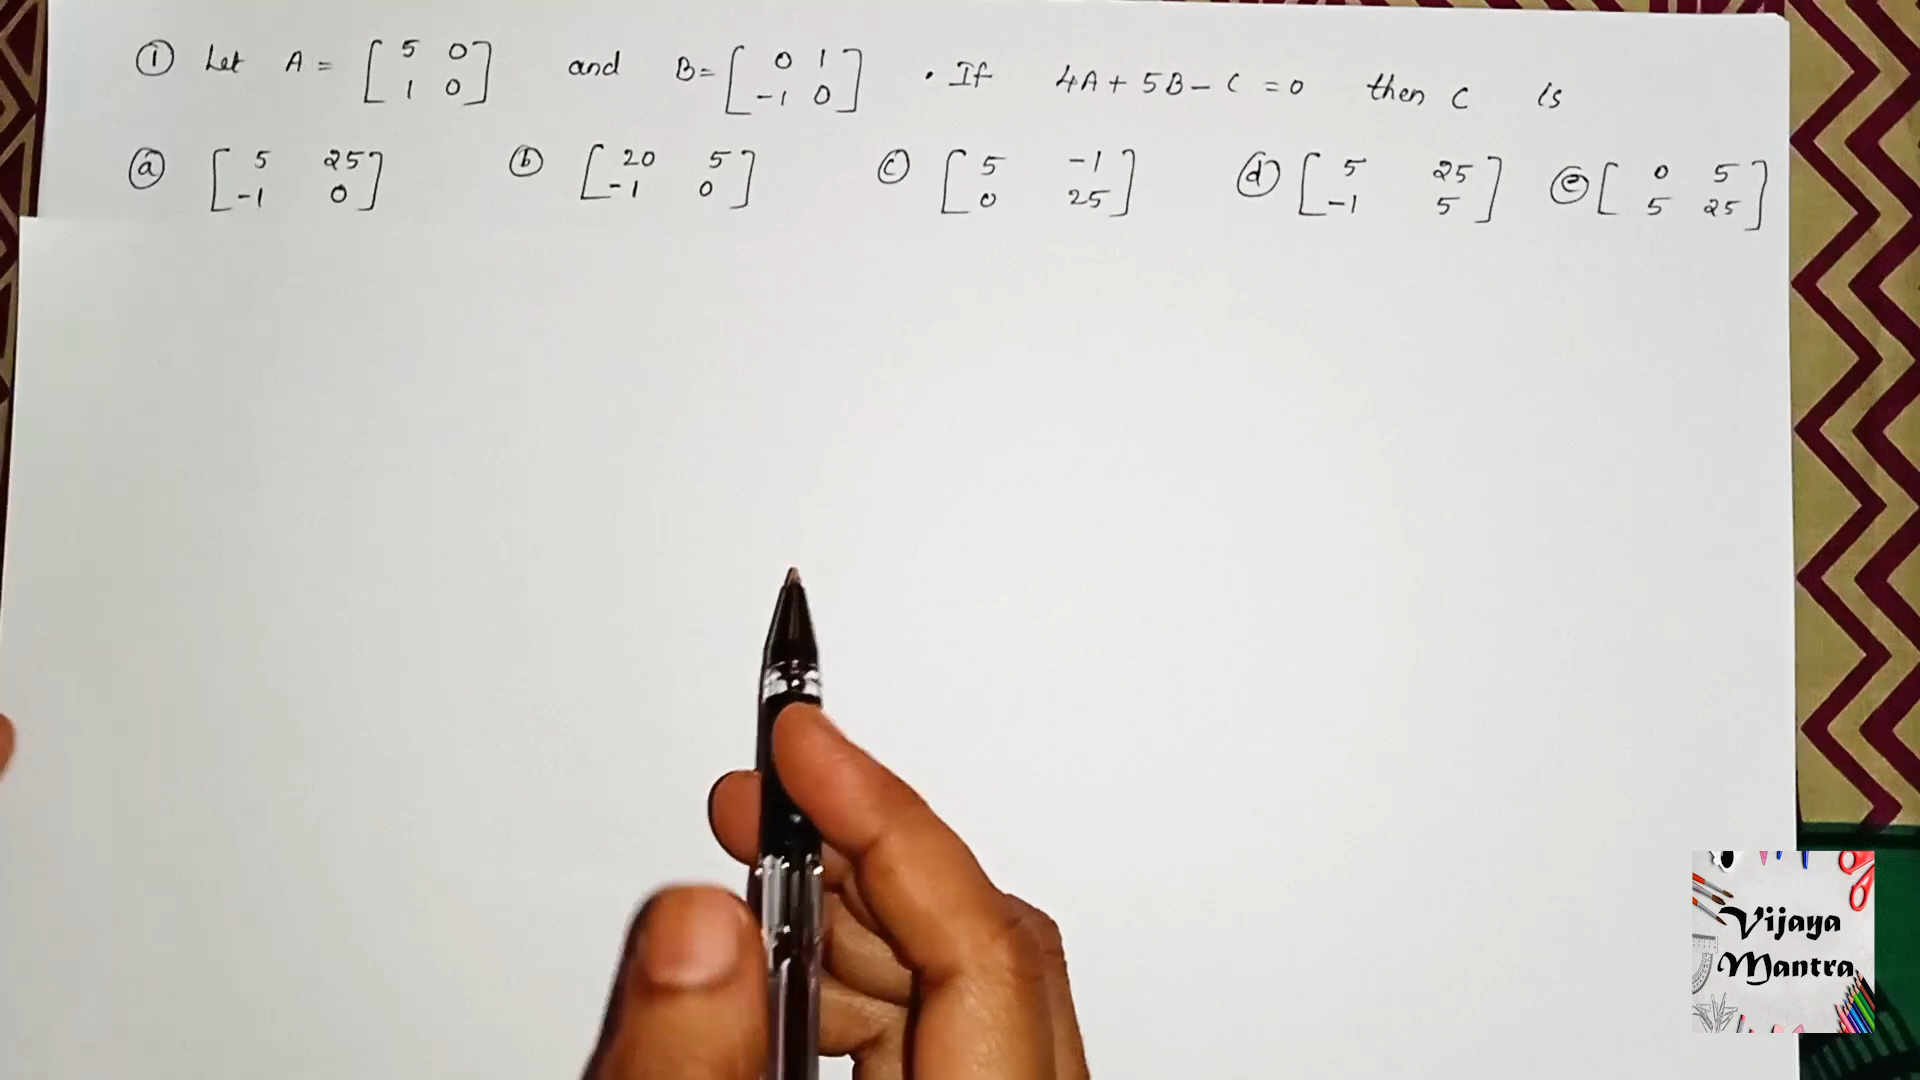 ① Let A = [ 5 0 ] and B = [ 0 1 ] . If 4A + 5B - C = 0 then C is
[ 1 0 ] [ -1 0 ]
ⓐ [ 5 25 ] ⓑ [ 20 5 ] ⓒ [ 5 -1 ] ⓓ [ 5 25 ] ⓔ [ 0 5 ]
[ -1 0 ] [ -1 0 ] [ 0 25 ] [ -1 5 ] [ 5 25 ]
Vijaya
Mantra